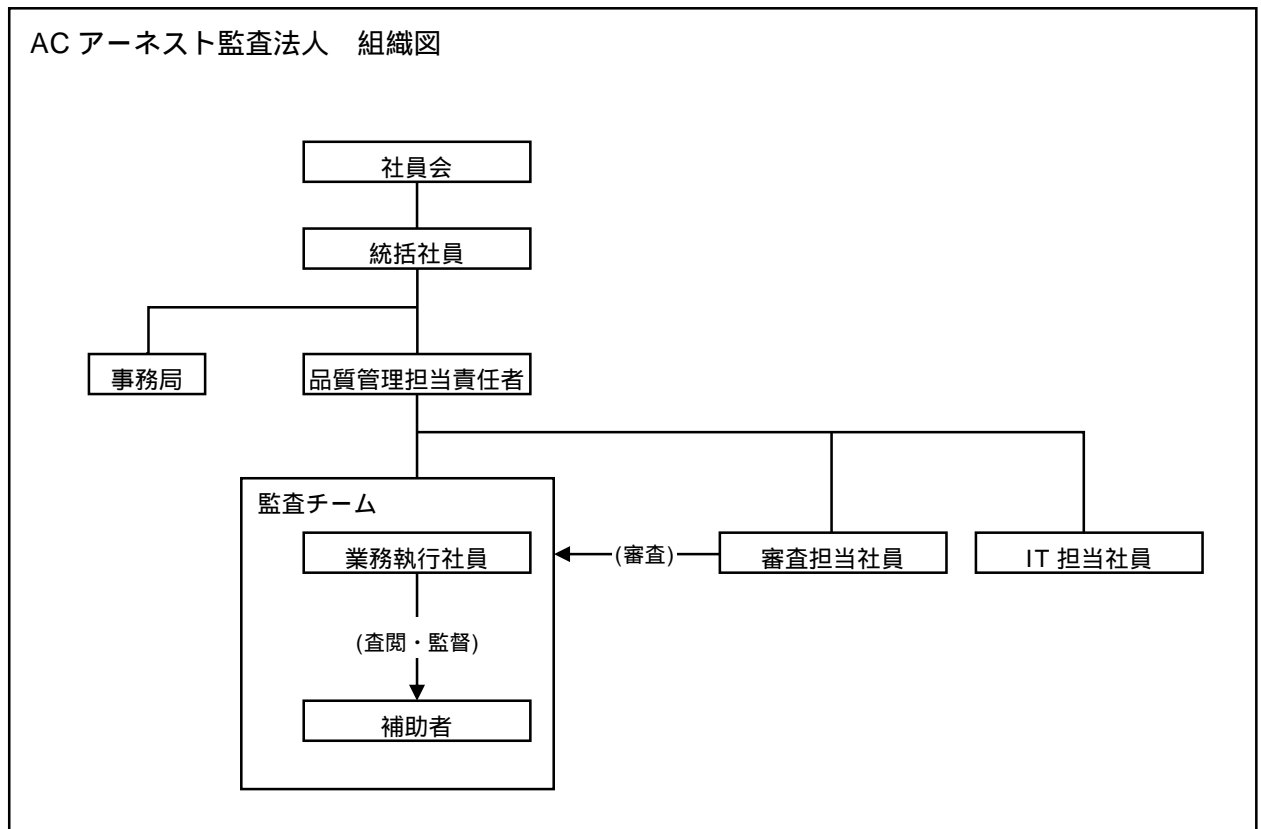 AC アーネスト監査法人　組織図
社員会
統括社員
事務局
品質管理担当責任者
監査チーム
業務執行社員
(審査)
審査担当社員
IT 担当社員
(査閲・監督)
補助者